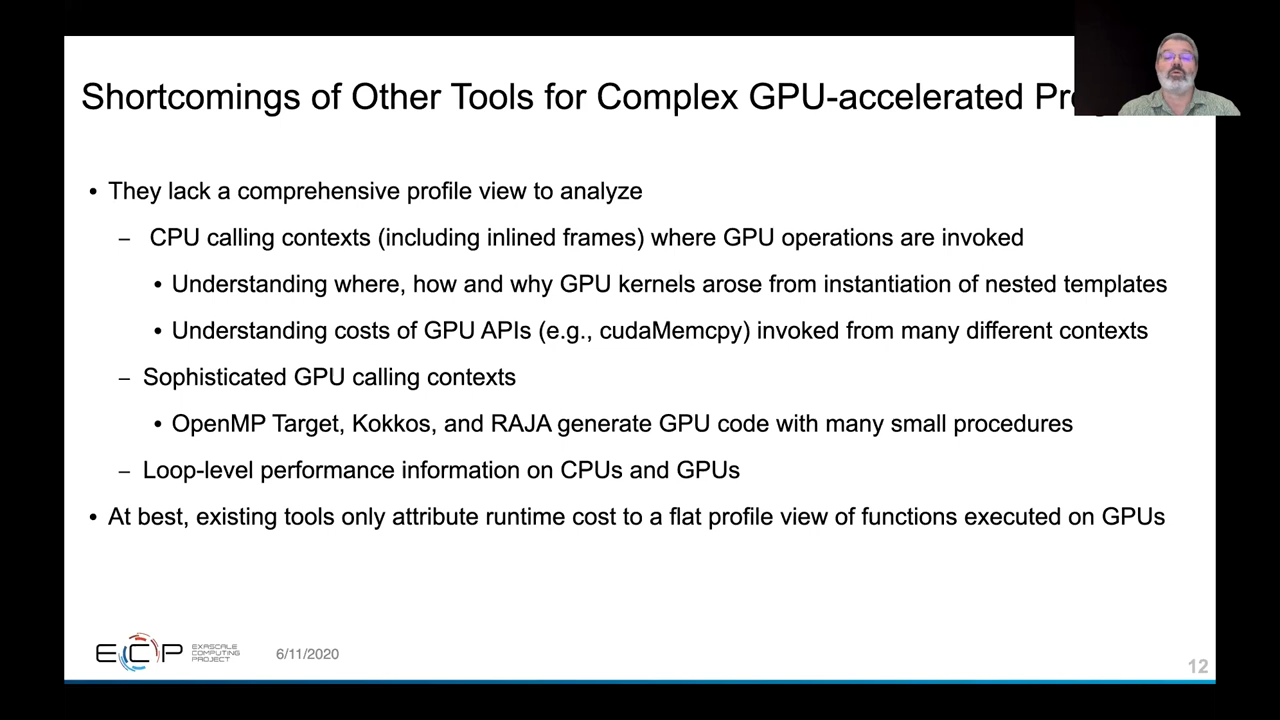 Shortcomings of Other Tools for Complex GPU-accelerated
• They lack a comprehensive profile view to analyze
– CPU calling contexts (including inlined frames) where GPU operations are invoked
• Understanding where, how and why GPU kernels arose from instantiation of nested templates
• Understanding costs of GPU APIs (e.g., cudaMemcpy) invoked from many different contexts
– Sophisticated GPU calling contexts
• OpenMP Target, Kokkos, and RAJA generate GPU code with many small procedures
– Loop-level performance information on CPUs and GPUs
• At best, existing tools only attribute runtime cost to a flat profile view of functions executed on GPUs
ECP
EXASCALE
COMPUTING
PROJECT
6/11/2020
12